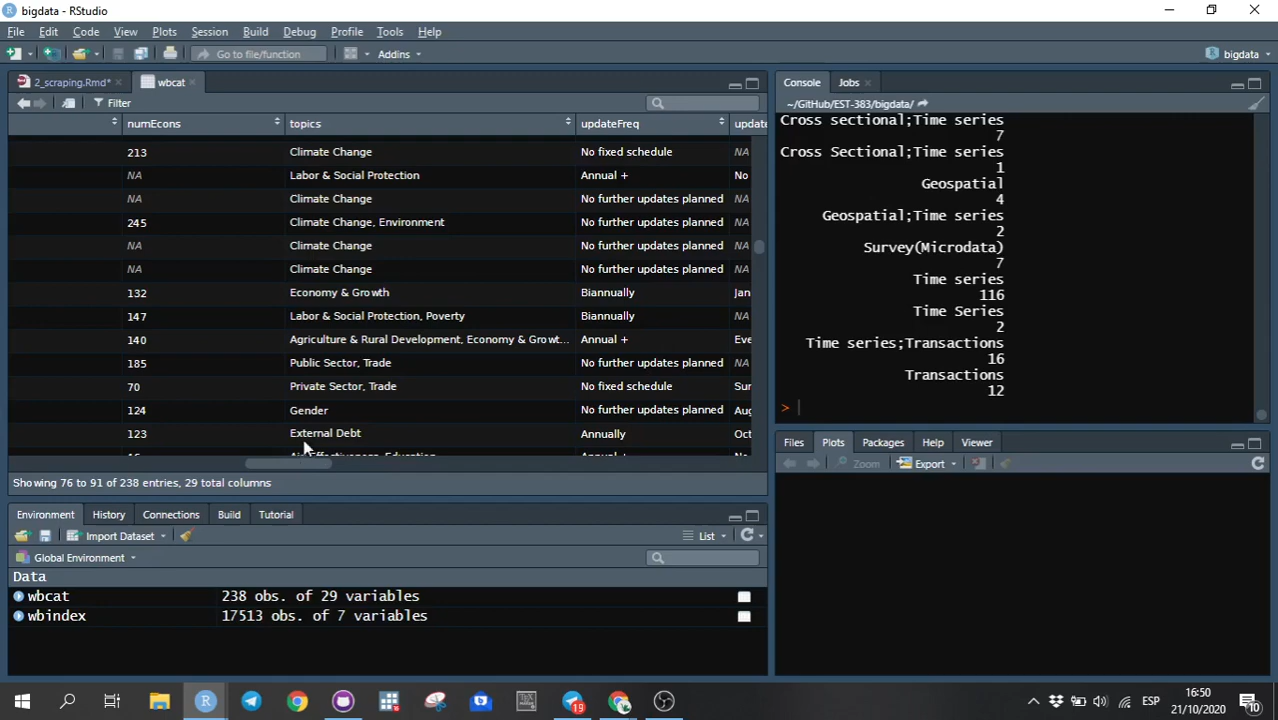 bigdata - RStudio
File Edit Code View Plots Session Build Debug Profile Tools Help
Go to file/function Addins bigdata
2_scraping.Rmd* wbcat
Filter
numEcons topics updateFreq update
213 Climate Change No fixed schedule NA
NA Labor & Social Protection Annual + No
NA Climate Change No further updates planned NA
245 Climate Change, Environment No further updates planned NA
NA Climate Change No further updates planned NA
NA Climate Change No further updates planned NA
132 Economy & Growth Biannually Jan
147 Labor & Social Protection, Poverty Biannually NA
140 Agriculture & Rural Development, Economy & Growt... Annual + Eve
185 Public Sector, Trade No further updates planned NA
70 Private Sector, Trade No fixed schedule Sur
124 Gender No further updates planned Aug
123 External Debt Annually Oct
Showing 76 to 91 of 238 entries, 29 total columns
Environment History Connections Build Tutorial
Import Dataset List
Global Environment
Data
wbcat 238 obs. of 29 variables
wbindex 17513 obs. of 7 variables
Console Jobs
~/GitHub/EST-383/bigdata/
Cross sectional;Time series
7
Cross Sectional;Time series
1
Geospatial
4
Geospatial;Time series
2
Survey(Microdata)
7
Time series
116
Time Series
2
Time series;Transactions
16
Transactions
12
>
Files Plots Packages Help Viewer
Zoom Export
19
ESP
16:50
21/10/2020
10